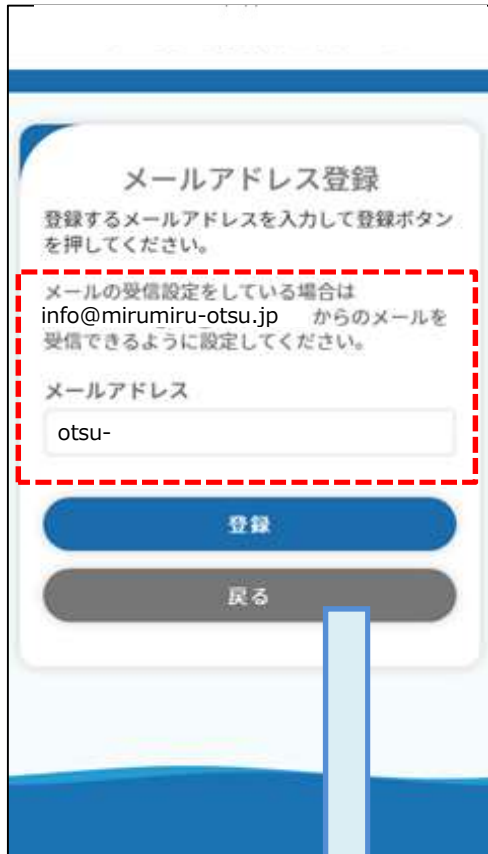 メールアドレス登録
登録するメールアドレスを入力して登録ボタン
を押してください。
メールの受信設定をしている場合は
info@mirumiru-otsu.jp からのメールを
受信できるように設定してください。
メールアドレス
otsu-
登録
戻る